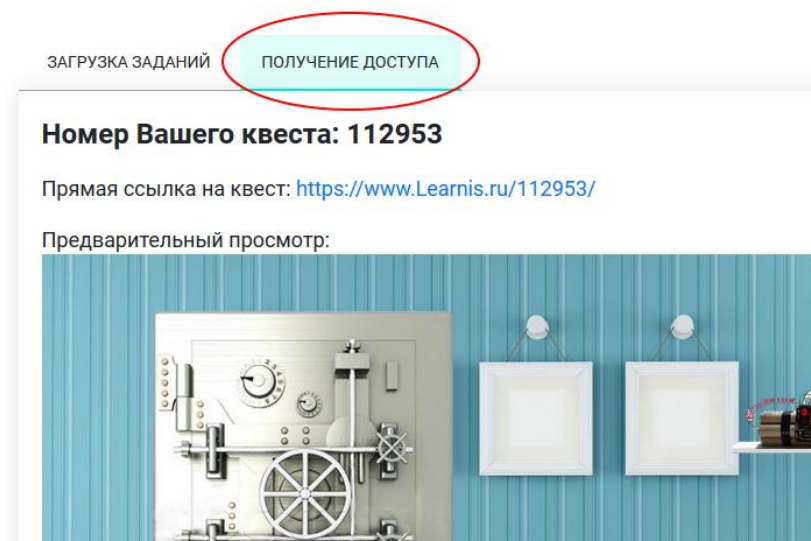 ЗАГРУЗКА ЗАДАНИЙ ПОЛУЧЕНИЕ ДОСТУПА
Номер Вашего квеста: 112953
Прямая ссылка на квест: https://www.Learnis.ru/112953/
Предварительный просмотр: